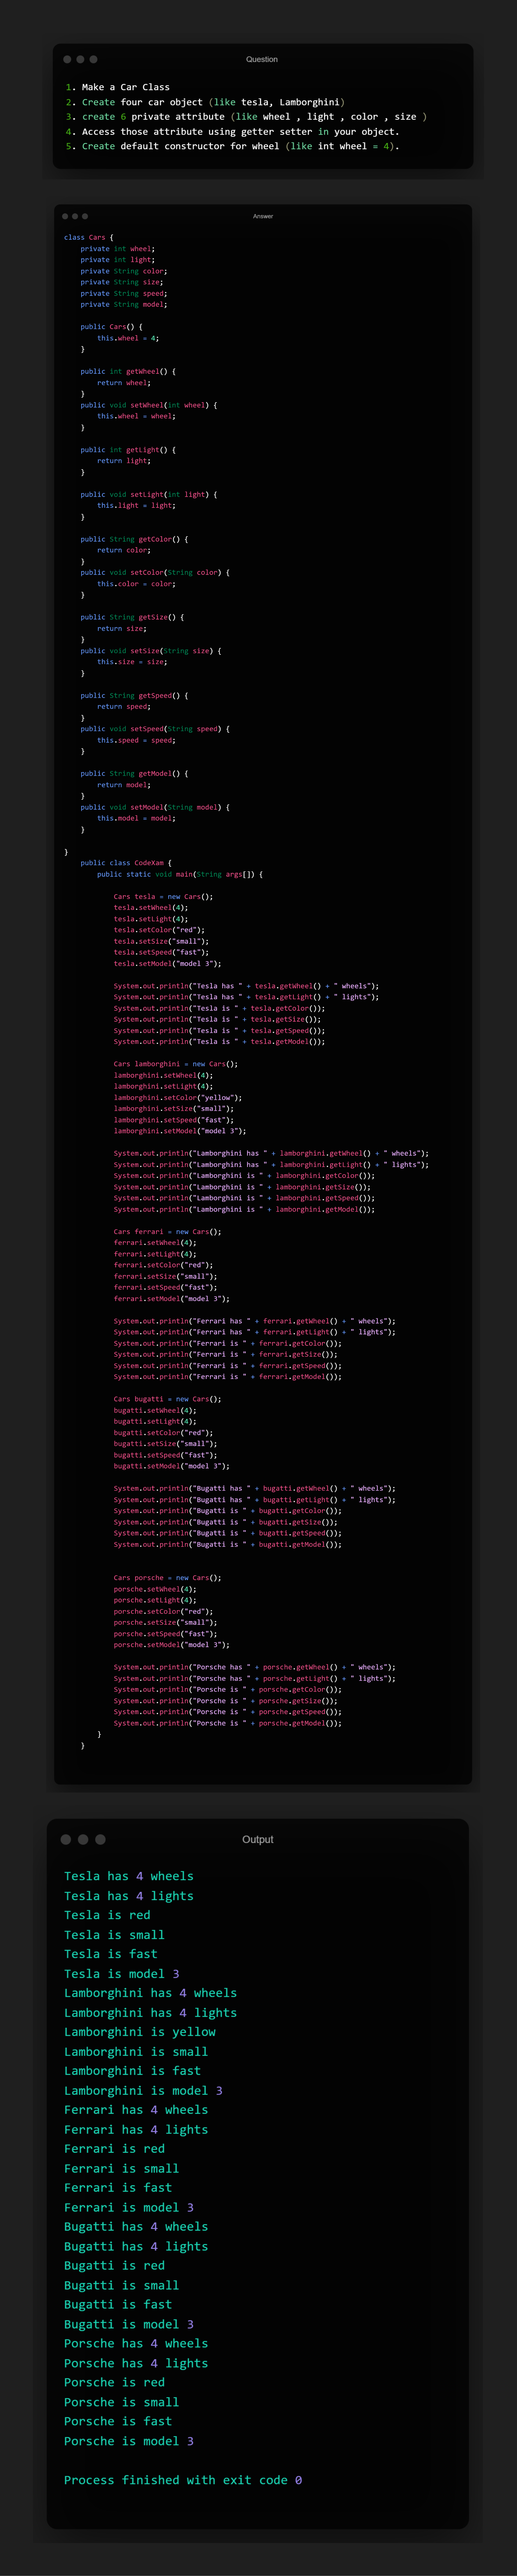 Question
1. Make a Car Class
2. Create four car object (like tesla, Lamborghini)
3. create 6 private attribute (like wheel , light , color , size )
4. Access those attribute using getter setter in your object.
5. Create default constructor for wheel (like int wheel = 4).
Answer
class Cars {
    private int wheel;
    private int light;
    private String color;
    private String size;
    private String speed;
    private String model;
    public Cars() {
        this.wheel = 4;
    }
    public int getWheel() {
        return wheel;
    }
    public void setWheel(int wheel) {
        this.wheel = wheel;
    }
    public int getLight() {
        return light;
    }
    public void setLight(int light) {
        this.light = light;
    }
    public String getColor() {
        return color;
    }
    public void setColor(String color) {
        this.color = color;
    }
    public String getSize() {
        return size;
    }
    public void setSize(String size) {
        this.size = size;
    }
    public String getSpeed() {
        return speed;
    }
    public void setSpeed(String speed) {
        this.speed = speed;
    }
    public String getModel() {
        return model;
    }
    public void setModel(String model) {
        this.model = model;
    }
}
    public class CodeXam {
        public static void main(String args[]) {
            Cars tesla = new Cars();
            tesla.setWheel(4);
            tesla.setLight(4);
            tesla.setColor("red");
            tesla.setSize("small");
            tesla.setSpeed("fast");
            tesla.setModel("model 3");
            System.out.println("Tesla has " + tesla.getWheel() + " wheels");
            System.out.println("Tesla has " + tesla.getLight() + " lights");
            System.out.println("Tesla is " + tesla.getColor());
            System.out.println("Tesla is " + tesla.getSize());
            System.out.println("Tesla is " + tesla.getSpeed());
            System.out.println("Tesla is " + tesla.getModel());
            Cars lamborghini = new Cars();
            lamborghini.setWheel(4);
            lamborghini.setLight(4);
            lamborghini.setColor("yellow");
            lamborghini.setSize("small");
            lamborghini.setSpeed("fast");
            lamborghini.setModel("model 3");
            System.out.println("Lamborghini has " + lamborghini.getWheel() + " wheels");
            System.out.println("Lamborghini has " + lamborghini.getLight() + " lights");
            System.out.println("Lamborghini is " + lamborghini.getColor());
            System.out.println("Lamborghini is " + lamborghini.getSize());
            System.out.println("Lamborghini is " + lamborghini.getSpeed());
            System.out.println("Lamborghini is " + lamborghini.getModel());
            Cars ferrari = new Cars();
            ferrari.setWheel(4);
            ferrari.setLight(4);
            ferrari.setColor("red");
            ferrari.setSize("small");
            ferrari.setSpeed("fast");
            ferrari.setModel("model 3");
            System.out.println("Ferrari has " + ferrari.getWheel() + " wheels");
            System.out.println("Ferrari has " + ferrari.getLight() + " lights");
            System.out.println("Ferrari is " + ferrari.getColor());
            System.out.println("Ferrari is " + ferrari.getSize());
            System.out.println("Ferrari is " + ferrari.getSpeed());
            System.out.println("Ferrari is " + ferrari.getModel());
            Cars bugatti = new Cars();
            bugatti.setWheel(4);
            bugatti.setLight(4);
            bugatti.setColor("red");
            bugatti.setSize("small");
            bugatti.setSpeed("fast");
            bugatti.setModel("model 3");
            System.out.println("Bugatti has " + bugatti.getWheel() + " wheels");
            System.out.println("Bugatti has " + bugatti.getLight() + " lights");
            System.out.println("Bugatti is " + bugatti.getColor());
            System.out.println("Bugatti is " + bugatti.getSize());
            System.out.println("Bugatti is " + bugatti.getSpeed());
            System.out.println("Bugatti is " + bugatti.getModel());
            Cars porsche = new Cars();
            porsche.setWheel(4);
            porsche.setLight(4);
            porsche.setColor("red");
            porsche.setSize("small");
            porsche.setSpeed("fast");
            porsche.setModel("model 3");
            System.out.println("Porsche has " + porsche.getWheel() + " wheels");
            System.out.println("Porsche has " + porsche.getLight() + " lights");
            System.out.println("Porsche is " + porsche.getColor());
            System.out.println("Porsche is " + porsche.getSize());
            System.out.println("Porsche is " + porsche.getSpeed());
            System.out.println("Porsche is " + porsche.getModel());
        }
    }
Output
Tesla has 4 wheels
Tesla has 4 lights
Tesla is red
Tesla is small
Tesla is fast
Tesla is model 3
Lamborghini has 4 wheels
Lamborghini has 4 lights
Lamborghini is yellow
Lamborghini is small
Lamborghini is fast
Lamborghini is model 3
Ferrari has 4 wheels
Ferrari has 4 lights
Ferrari is red
Ferrari is small
Ferrari is fast
Ferrari is model 3
Bugatti has 4 wheels
Bugatti has 4 lights
Bugatti is red
Bugatti is small
Bugatti is fast
Bugatti is model 3
Porsche has 4 wheels
Porsche has 4 lights
Porsche is red
Porsche is small
Porsche is fast
Porsche is model 3
Process finished with exit code 0